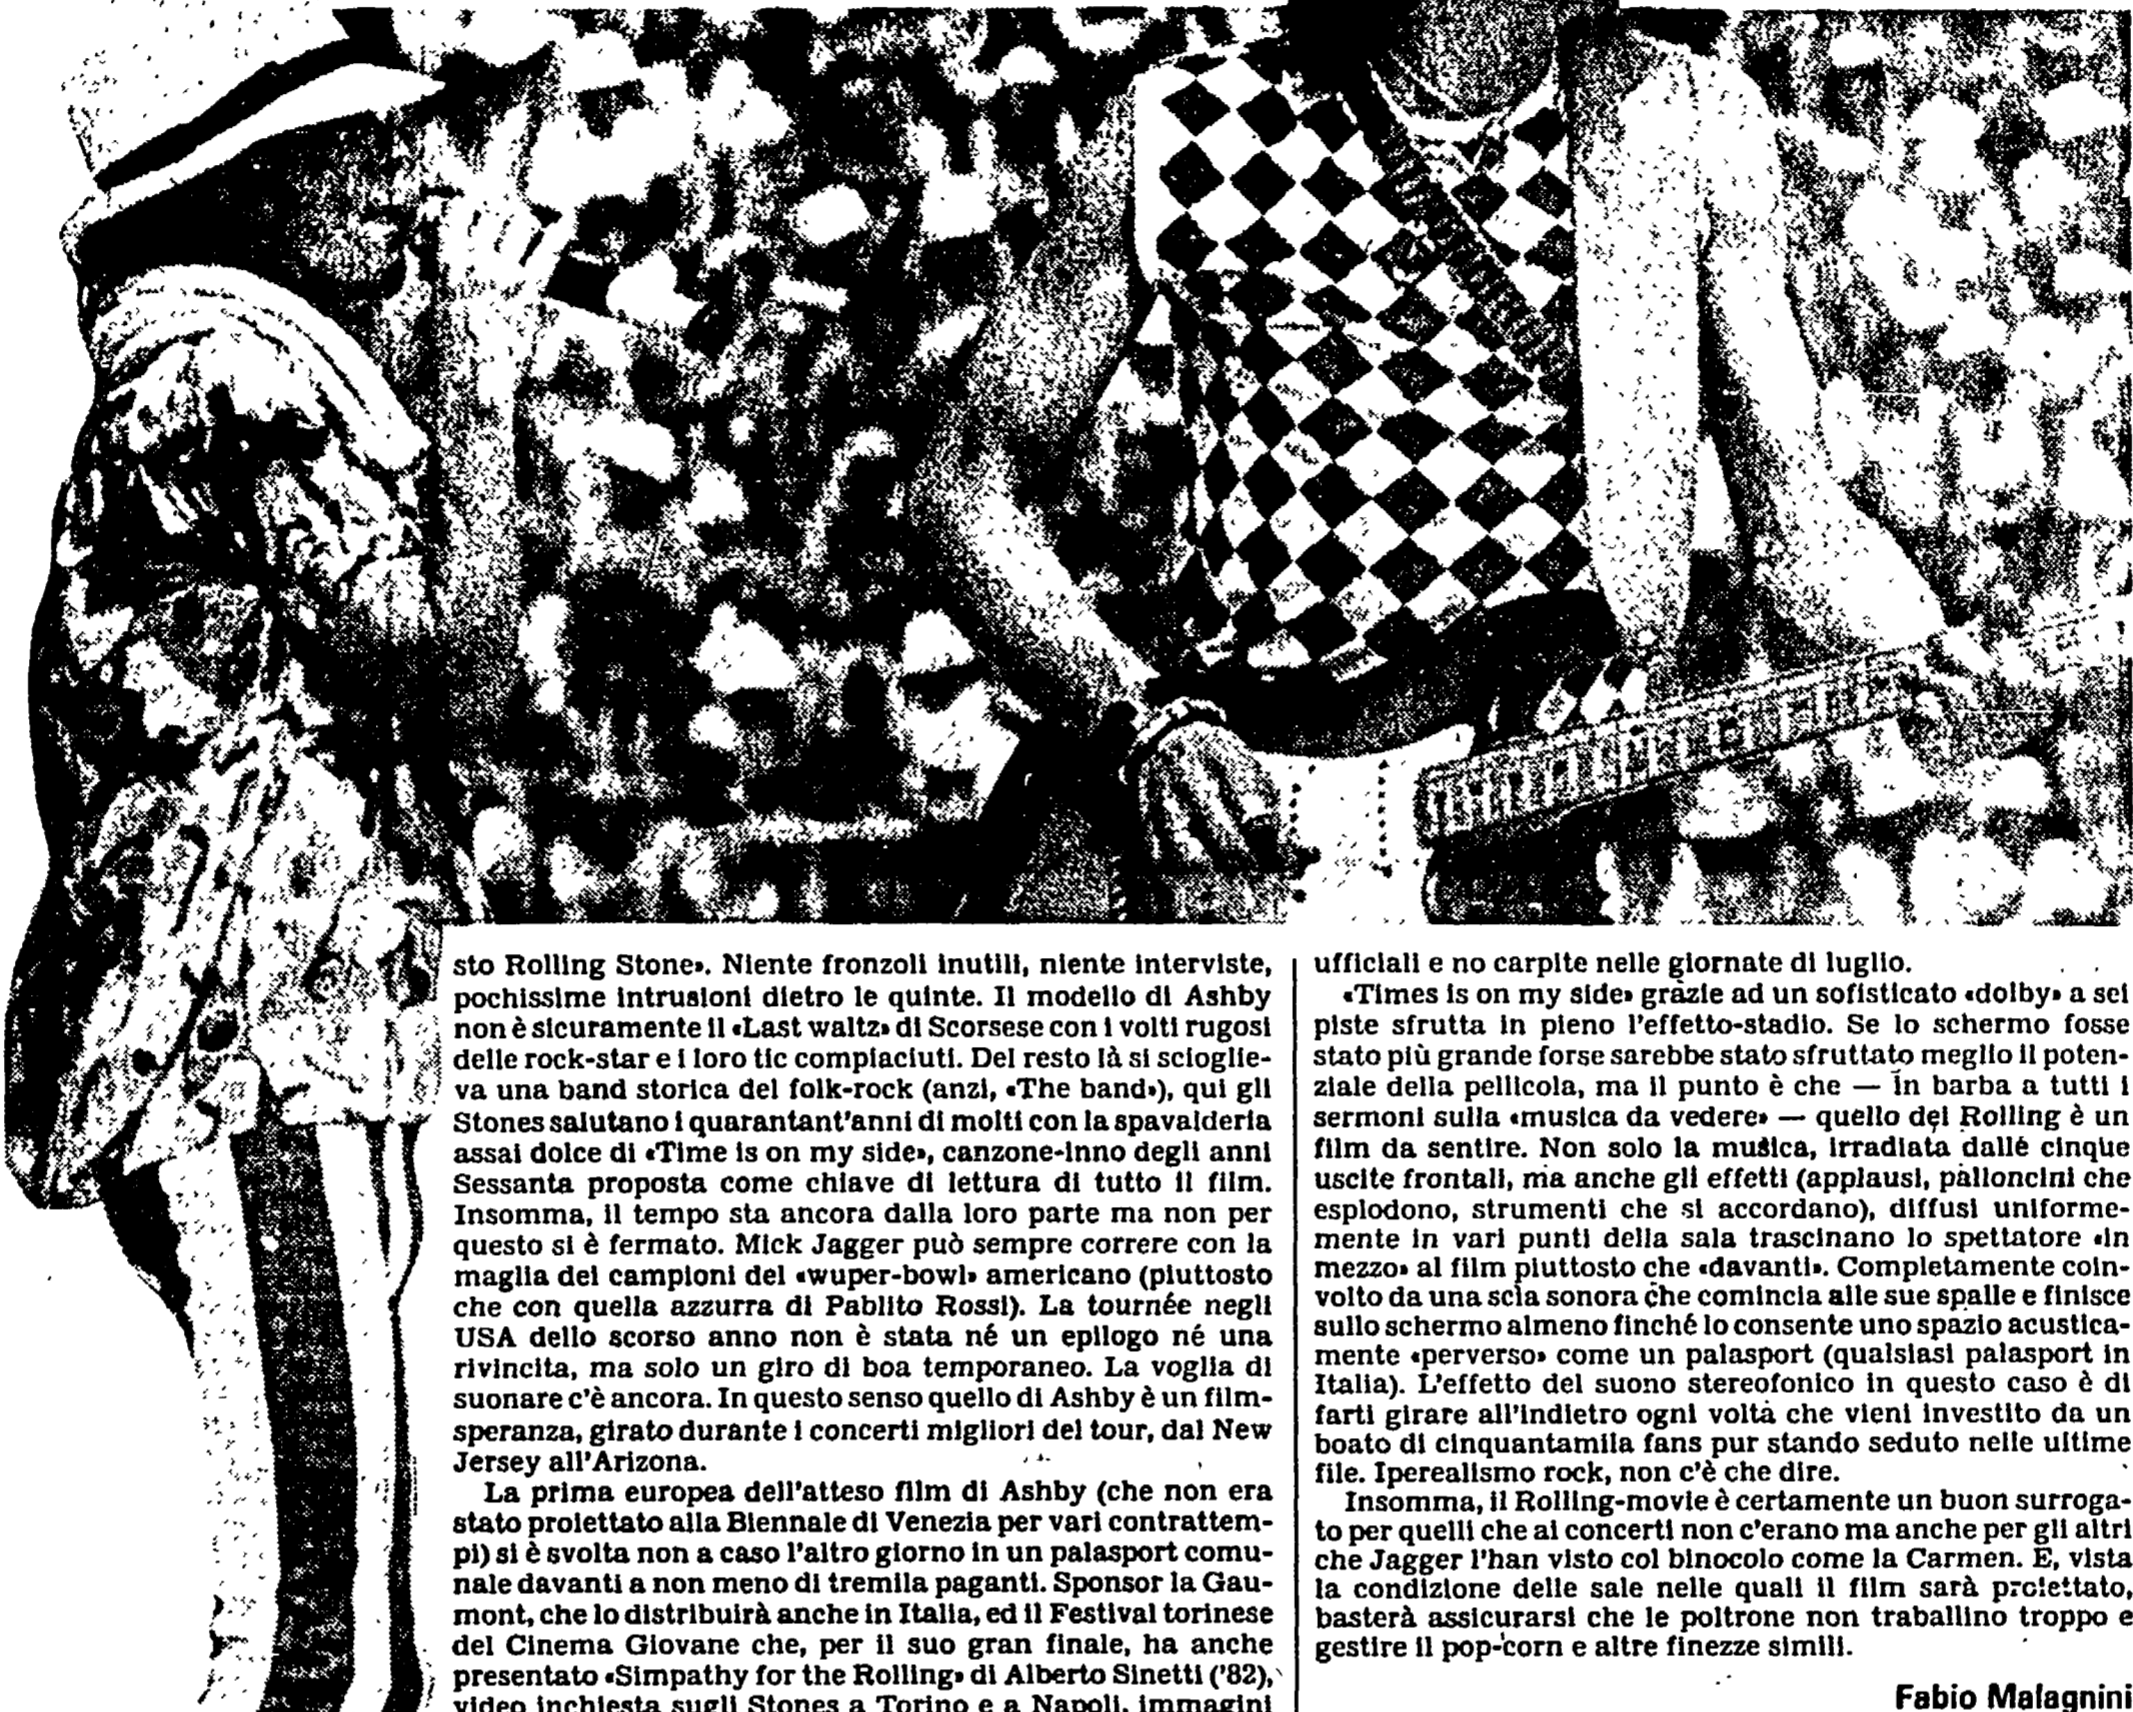 sto Rolling Stone». Niente fronzoli inutili, niente interviste,
pochissime intrusioni dietro le quinte. Il modello di Ashby
non è sicuramente il «Last waltz» di Scorsese con i volti rugosi
delle rock-star e i loro tic compiaciuti. Del resto là si scioglie-
va una band storica del folk-rock (anzi, «The band»), qui gli
Stones salutano i quarantant'anni di molti con la spavalderia
assai dolce di «Time is on my side», canzone-inno degli anni
Sessanta proposta come chiave di lettura di tutto il film.
Insomma, il tempo sta ancora dalla loro parte ma non per
questo si è fermato. Mick Jagger può sempre correre con la
maglia dei campioni del «wuper-bowl» americano (piuttosto
che con quella azzurra di Pablito Rossi). La tournée negli
USA dello scorso anno non è stata né un epilogo né una
rivincita, ma solo un giro di boa temporaneo. La voglia di
suonare c'è ancora. In questo senso quello di Ashby è un film-
speranza, girato durante i concerti migliori del tour, dal New
Jersey all'Arizona.
La prima europea dell'atteso film di Ashby (che non era
stato proiettato alla Biennale di Venezia per vari contrattem-
pi) si è svolta non a caso l'altro giorno in un palasport comu-
nale davanti a non meno di tremila paganti. Sponsor la Gau-
mont, che lo distribuirà anche in Italia, ed il Festival torinese
del Cinema Giovane che, per il suo gran finale, ha anche
presentato «Simpathy for the Rolling» di Alberto Sinetti ('82),
video inchiesta sugli Stones a Torino e a Napoli, immagini
ufficiali e no carpite nelle giornate di luglio.
«Times is on my side» grazie ad un sofisticato «dolby» a sei
piste sfrutta in pieno l'effetto-stadio. Se lo schermo fosse
stato più grande forse sarebbe stato sfruttato meglio il poten-
ziale della pellicola, ma il punto è che — in barba a tutti i
sermoni sulla «musica da vedere» — quello dei Rolling è un
film da sentire. Non solo la musica, irradiata dalle cinque
uscite frontali, ma anche gli effetti (applausi, palloncini che
esplodono, strumenti che si accordano), diffusi uniforme-
mente in vari punti della sala trascinano lo spettatore «in
mezzo» al film piuttosto che «davanti». Completamente coin-
volto da una scia sonora che comincia alle sue spalle e finisce
sullo schermo almeno finché lo consente uno spazio acustica-
mente «perverso» come un palasport (qualsiasi palasport in
Italia). L'effetto del suono stereofonico in questo caso è di
farti girare all'indietro ogni volta che vieni investito da un
boato di cinquantamila fans pur stando seduto nelle ultime
file. Iperealismo rock, non c'è che dire.
Insomma, il Rolling-movie è certamente un buon surroga-
to per quelli che ai concerti non c'erano ma anche per gli altri
che Jagger l'han visto col binocolo come la Carmen. E, vista
la condizione delle sale nelle quali il film sarà proiettato,
basterà assicurarsi che le poltrone non traballino troppo e
gestire il pop-corn e altre finezze simili.
Fabio Malagnini